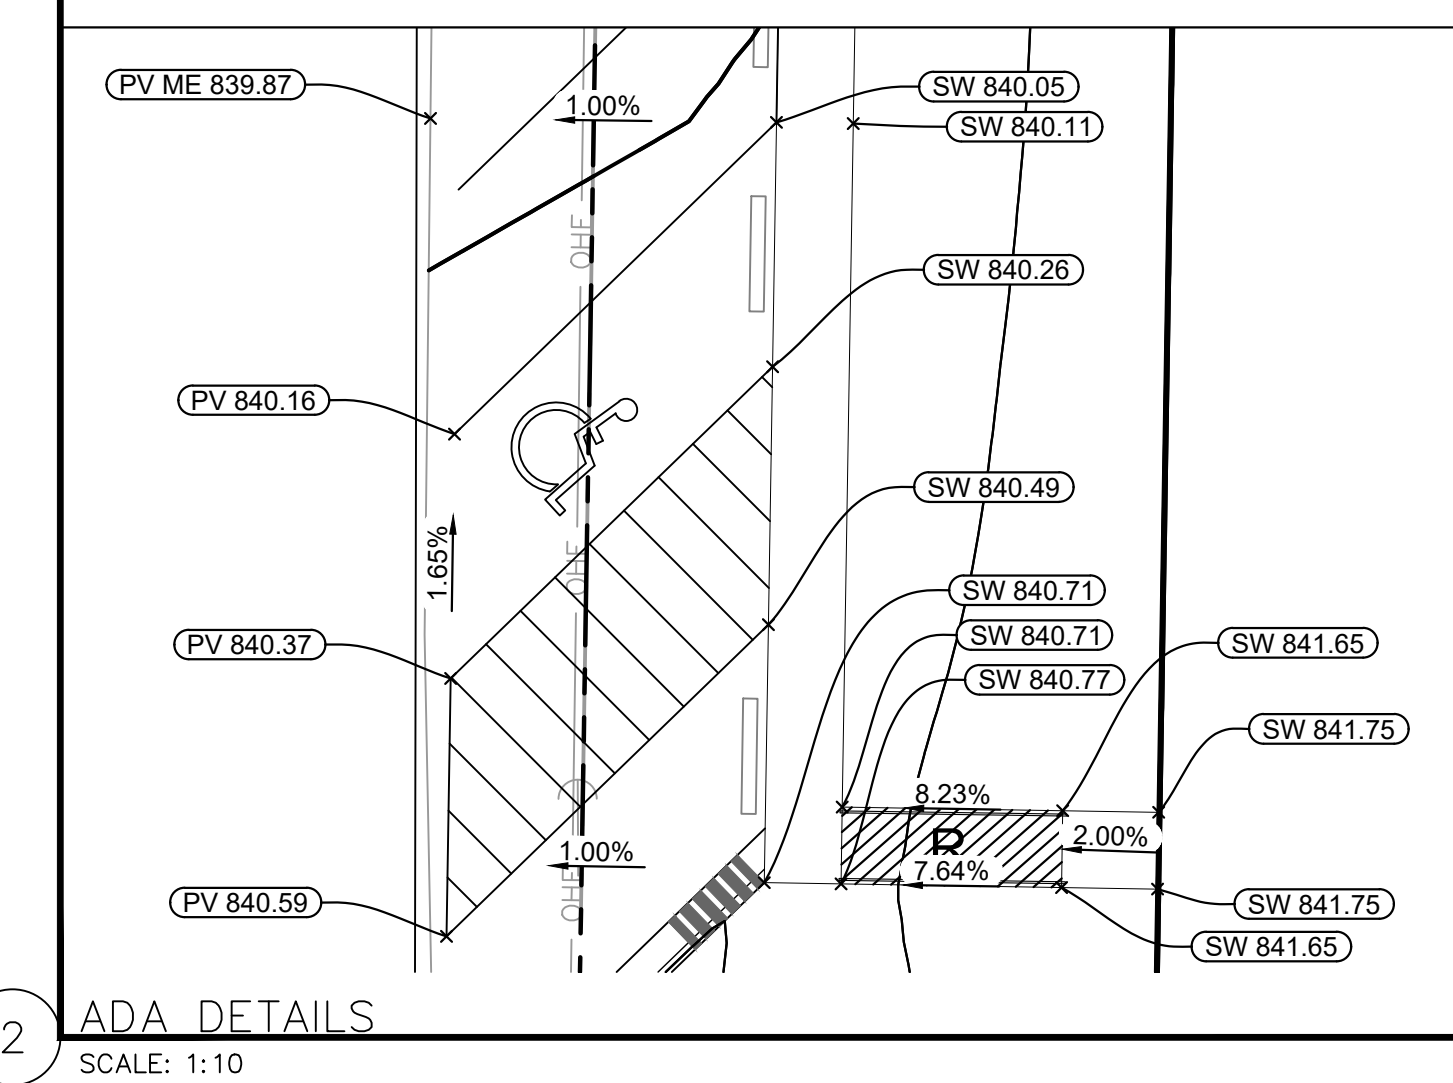 PV ME 839.87
SW 840.05
1.00%
SW 840.11
OHE
SW 840.26
PV 840.16
SW 840.49
1.65%
OHE
SW 840.71
SW 840.71
PV 840.37
SW 841.65
SW 840.77
SW 841.75
8.23%
R
2.00%
1.00%
7.64%
OHE
PV 840.59
SW 841.75
SW 841.65
2
ADA DETAILS
SCALE: 1:10